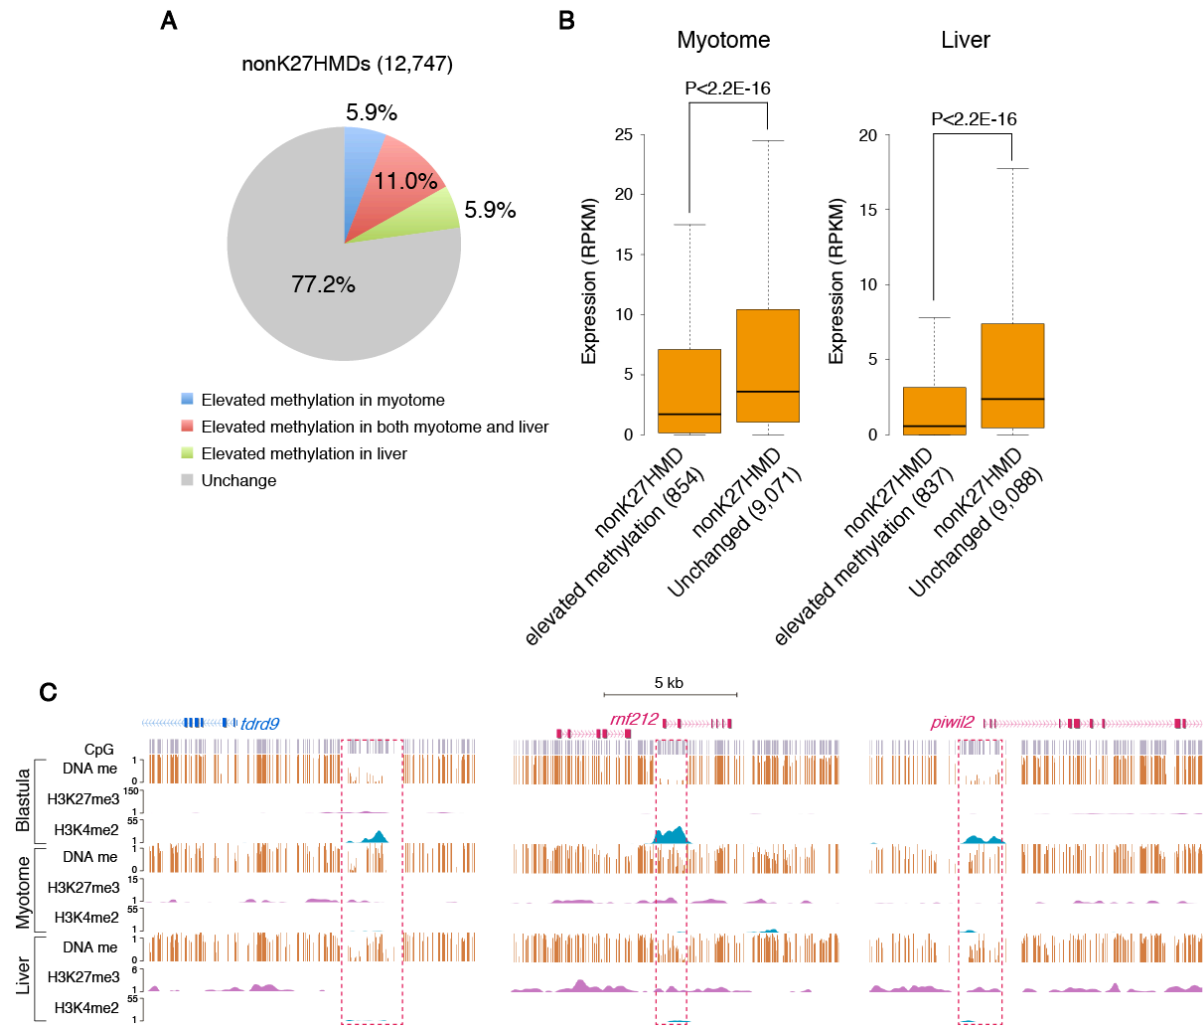 A
nonK27HMDs (12,747)
5.9%
11.0%
5.9%
77.2%
Elevated methylation in myotome
Elevated methylation in both myotome and liver
Elevated methylation in liver
Unchange
B
Myotome
P<2.2E-16
Expression (RPKM)
25
20
15
10
5
0
nonK27HMD
elevated methylation (854)
nonK27HMD
Unchanged (9,071)
Liver
P<2.2E-16
Expression (RPKM)
20
15
10
5
0
nonK27HMD
elevated methylation (837)
nonK27HMD
Unchanged (9,088)
C
5 kb
tdrd9
rnf212
piwil2
CpG
Blastula
DNA me
1
0
H3K27me3
150
1
H3K4me2
55
1
Myotome
DNA me
1
0
H3K27me3
15
1
H3K4me2
55
1
Liver
DNA me
1
0
H3K27me3
6
1
H3K4me2
55
1